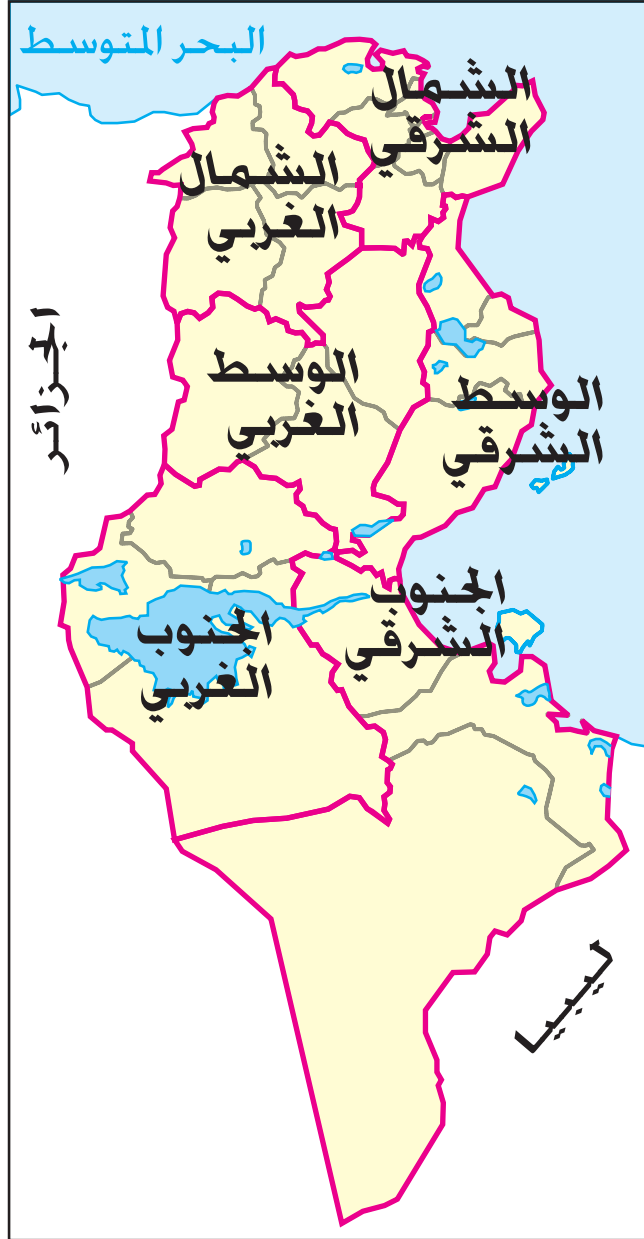 البحر المتوسط
الشمال
الشرقي
الشمال
الغربي
الجزائر
الوسط
الغربي
الوسط
الشرقي
الجنوب
الشرقي
الجنوب
الغربي
ليبيا